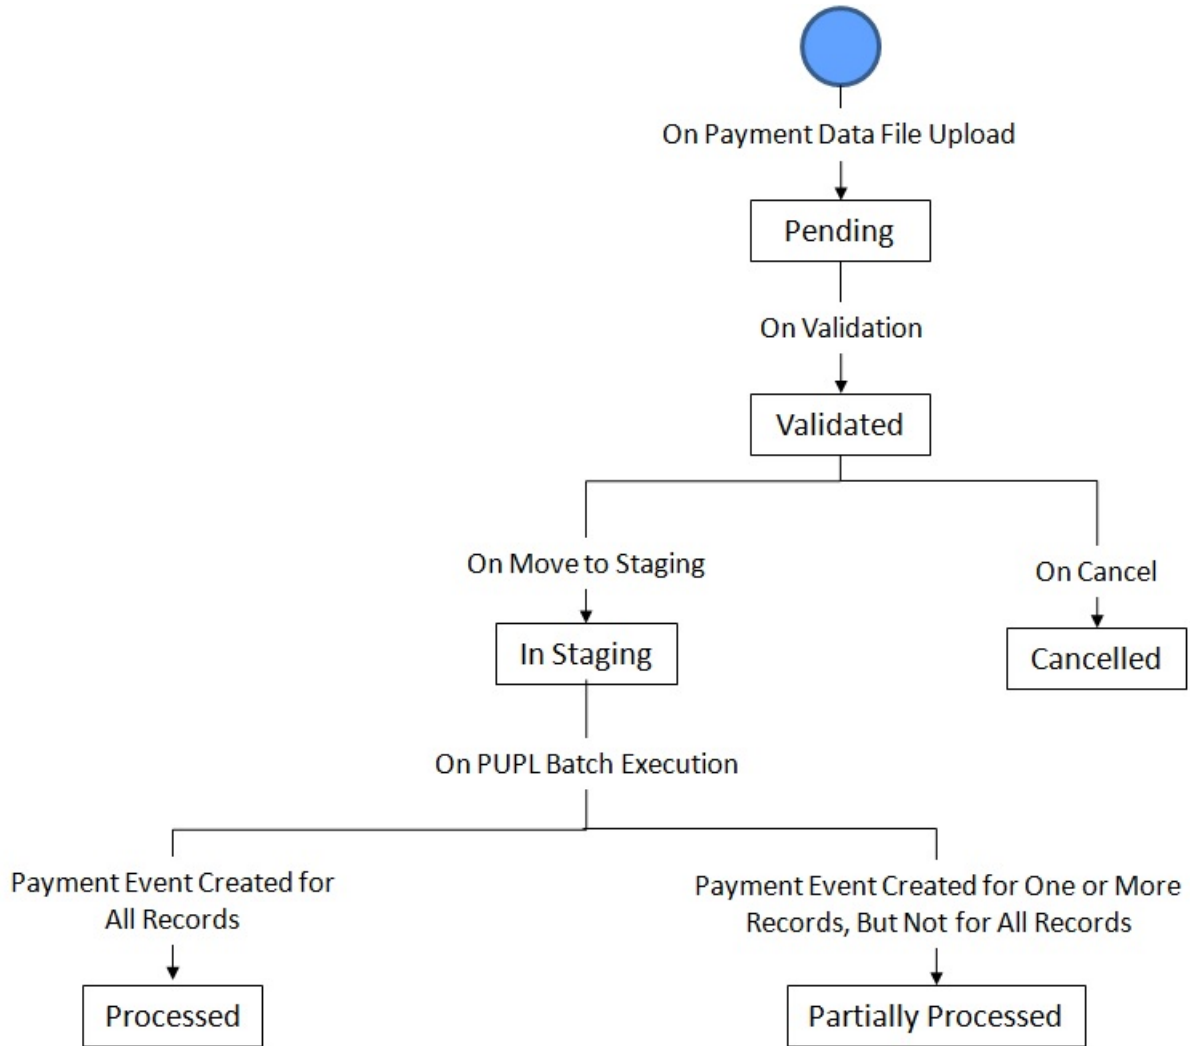 On Payment Data File Upload
Pending
On Validation
Validated
On Move to Staging
On Cancel
In Staging
Cancelled
On PUPL Batch Execution
Payment Event Created for
All Records
Payment Event Created for One or More
Records, But Not for All Records
Processed
Partially Processed